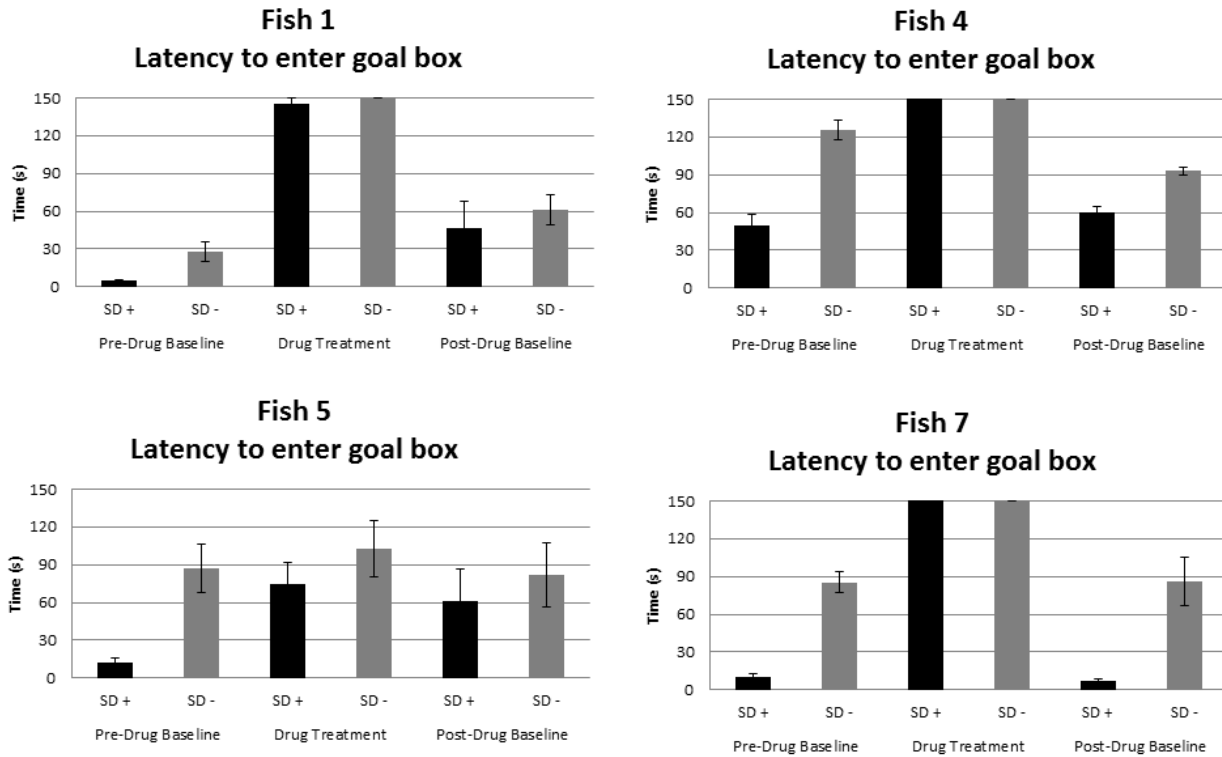 Fish 1
Latency to enter goal box
150
120
90
60
30
0
Time (s)
SD + SD - SD + SD - SD + SD -
Pre-Drug Baseline Drug Treatment Post-Drug Baseline
Fish 4
Latency to enter goal box
150
120
90
60
30
0
Time (s)
SD + SD - SD + SD - SD + SD -
Pre-Drug Baseline Drug Treatment Post-Drug Baseline
Fish 5
Latency to enter goal box
150
120
90
60
30
0
Time (s)
SD + SD - SD + SD - SD + SD -
Pre-Drug Baseline Drug Treatment Post-Drug Baseline
Fish 7
Latency to enter goal box
150
120
90
60
30
0
Time (s)
SD + SD - SD + SD - SD + SD -
Pre-Drug Baseline Drug Treatment Post-Drug Baseline